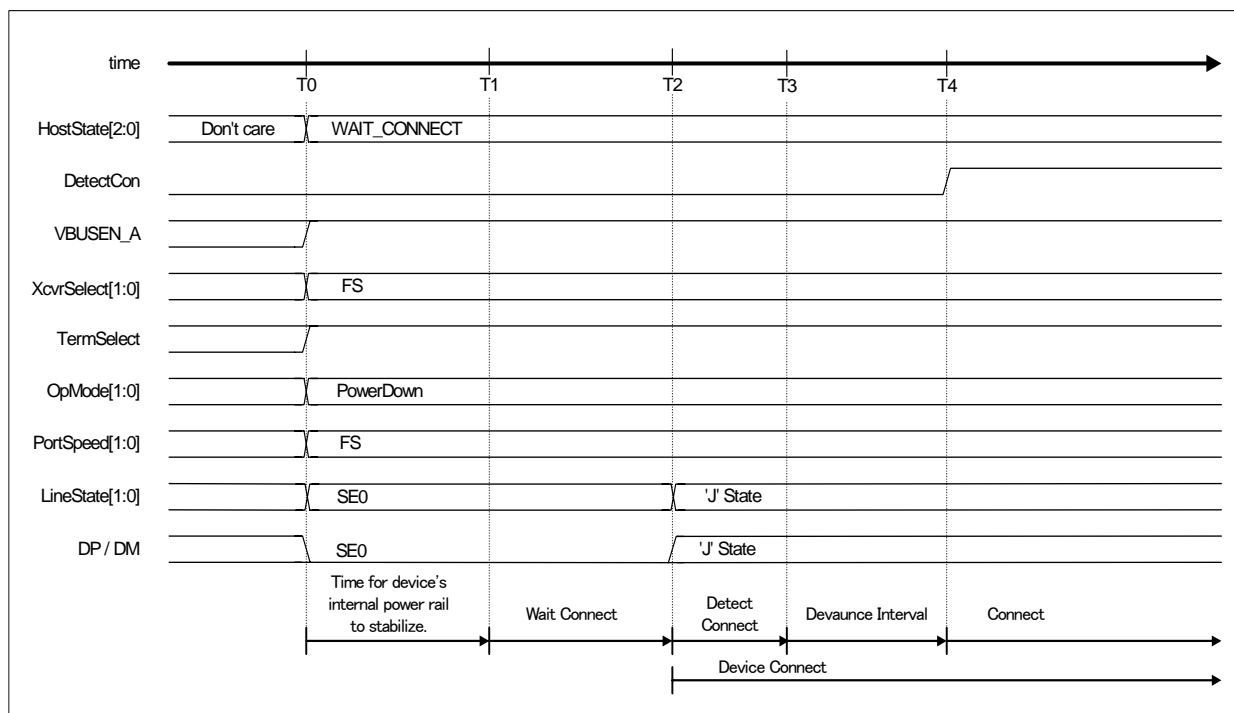 time
T0 T1 T2 T3 T4
HostState[2:0] Don't care WAIT_CONNECT
DetectCon
VBUSEN_A
XcvrSelect[1:0] FS
TermSelect
OpMode[1:0] PowerDown
PortSpeed[1:0] FS
LineState[1:0] SE0 'J' State
DP / DM SE0 'J' State
Time for device's
internal power rail
to stabilize.
Wait Connect
Detect
Connect
Devaunce Interval
Connect
Device Connect